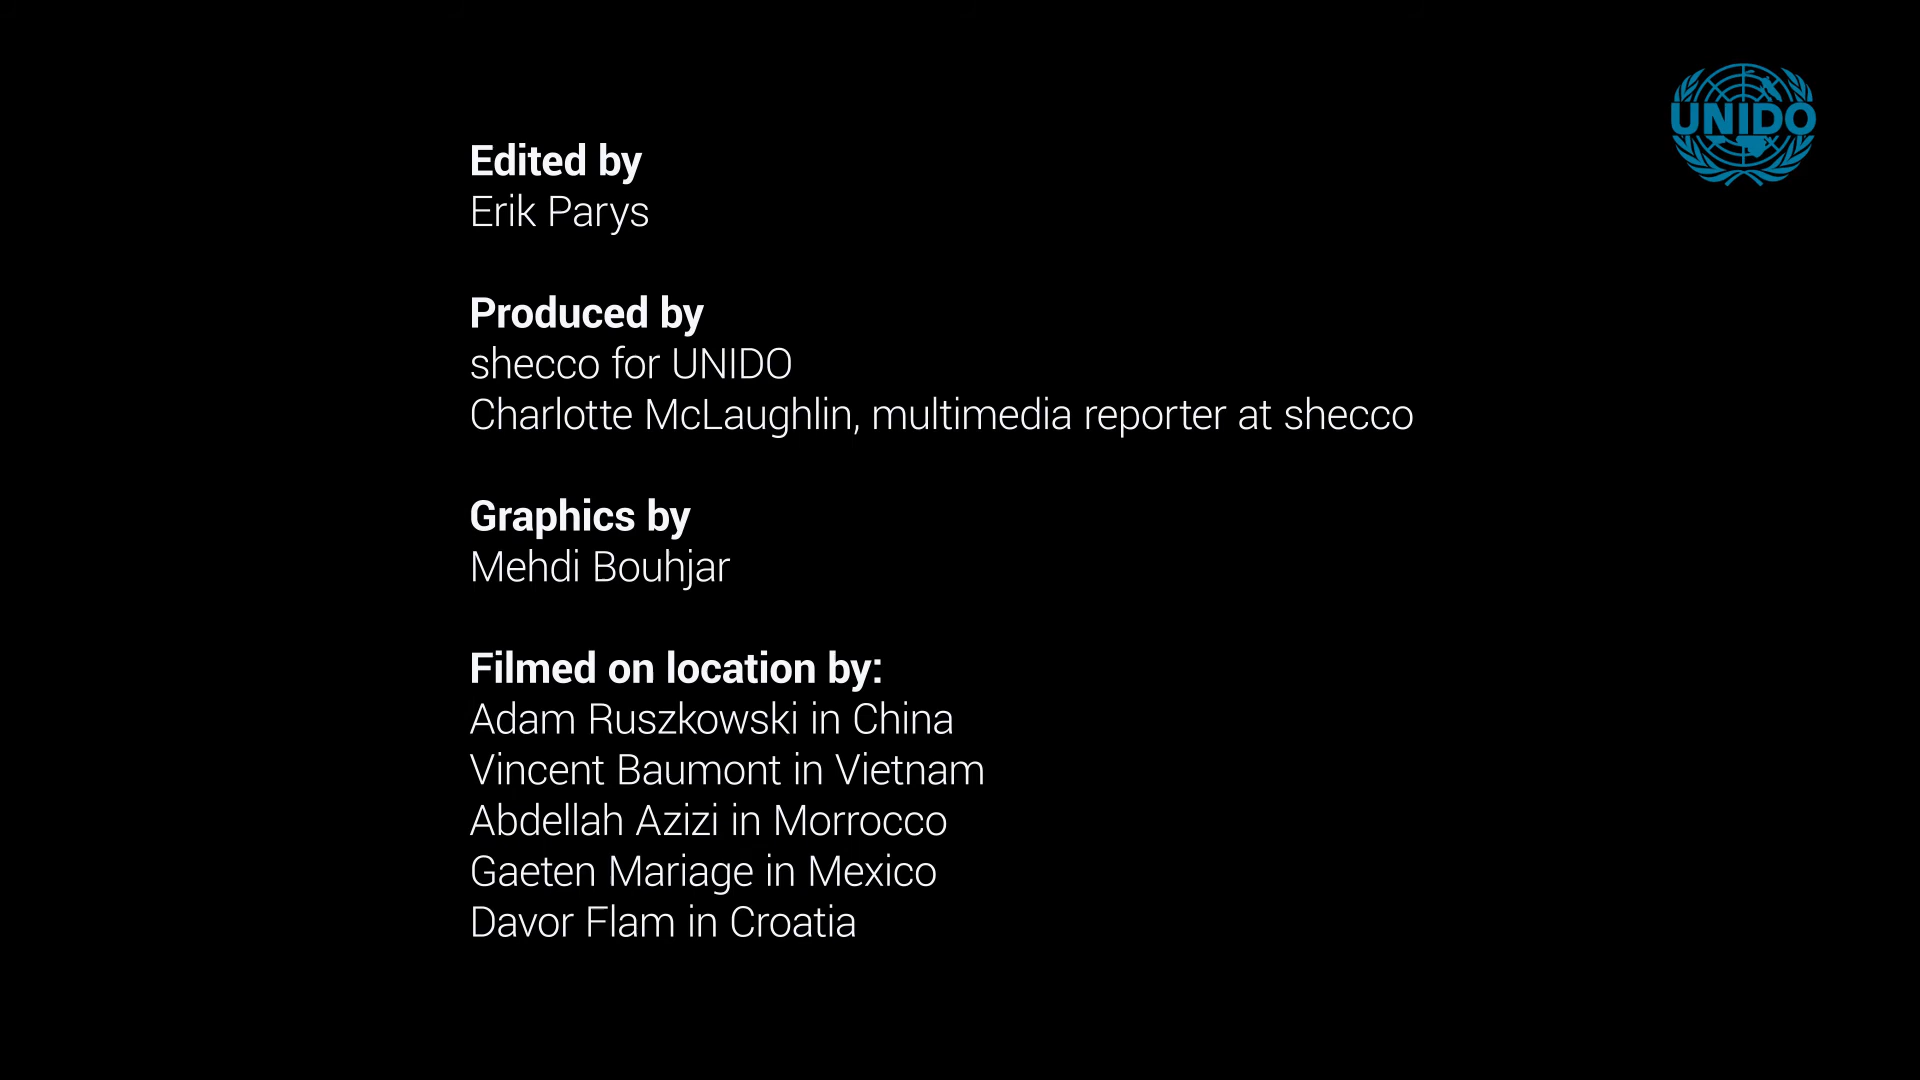 UNIDO
Edited by
Erik Parys
Produced by
shecco for UNIDO
Charlotte McLaughlin, multimedia reporter at shecco
Graphics by
Mehdi Bouhjar
Filmed on location by:
Adam Ruszkowski in China
Vincent Baumont in Vietnam
Abdellah Azizi in Morrocco
Gaeten Mariage in Mexico
Davor Flam in Croatia